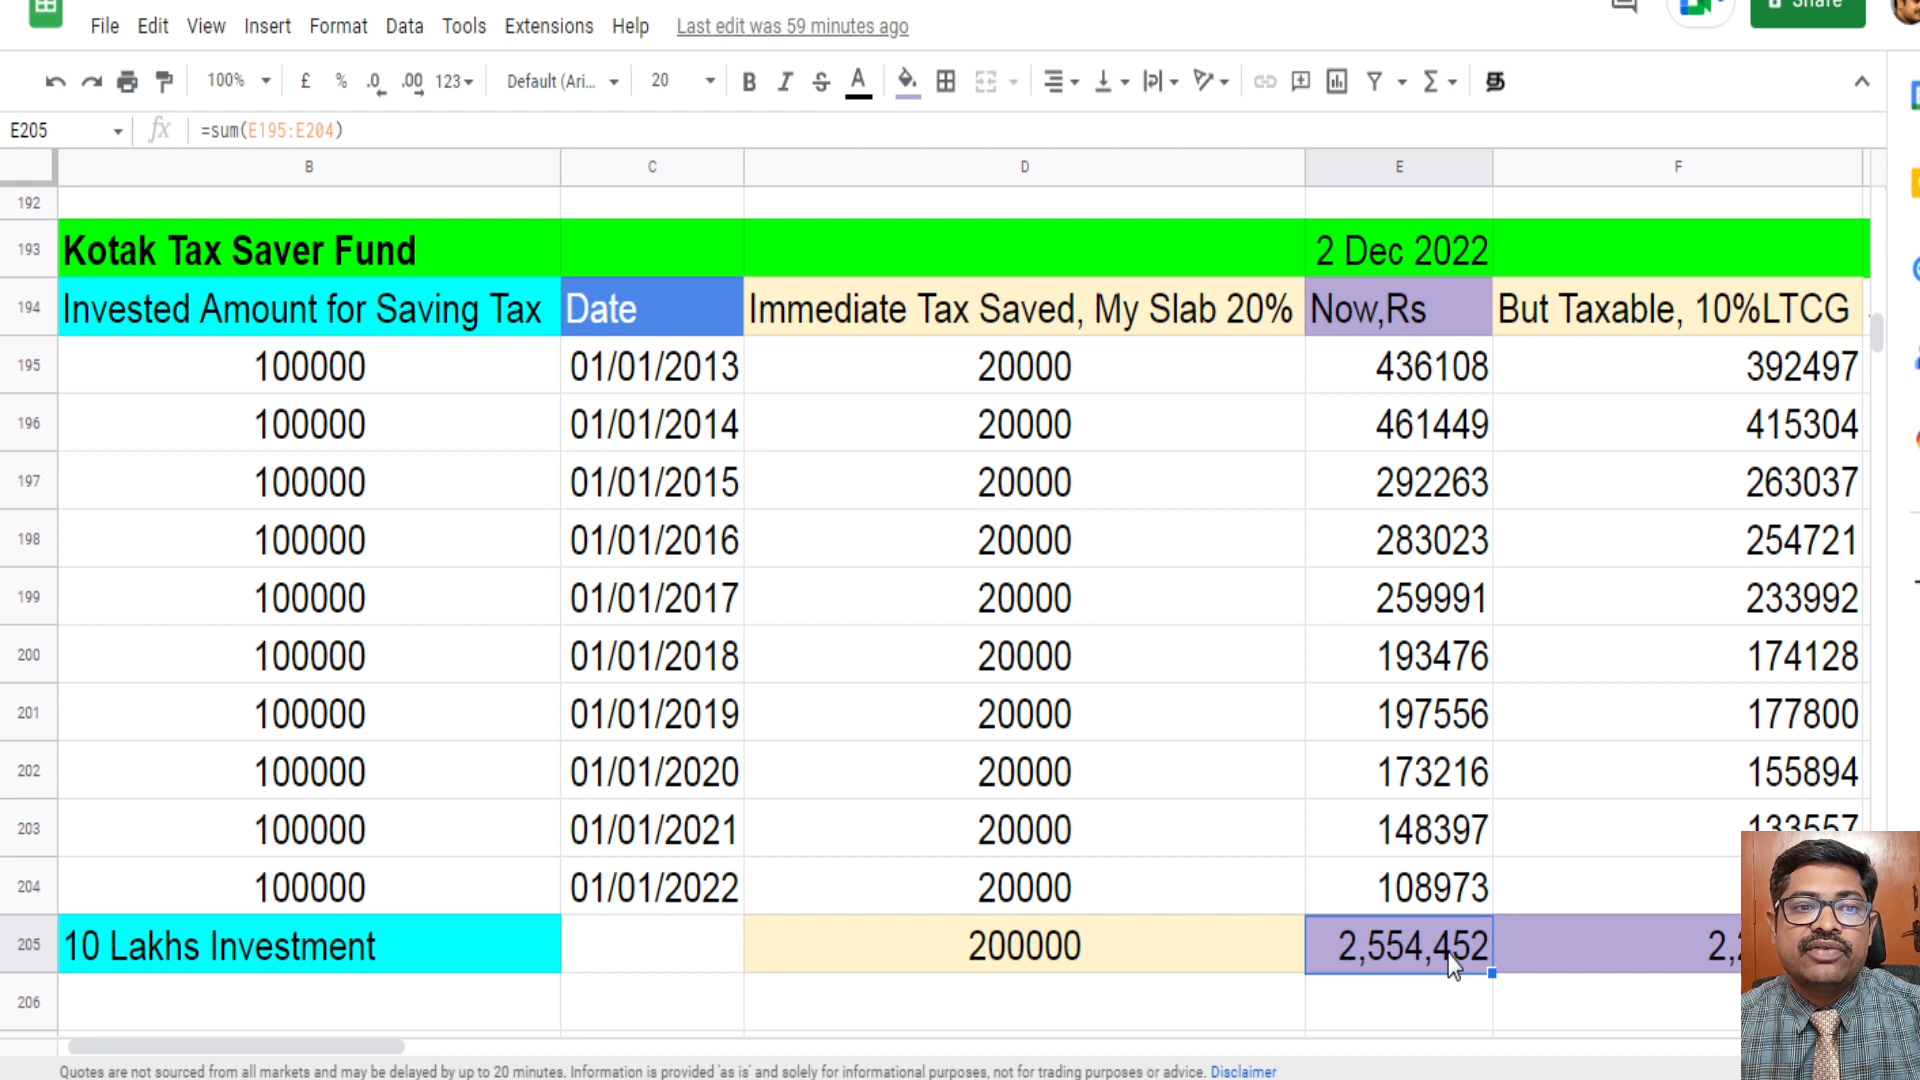 Share
File Edit View Insert Format Data Tools Extensions Help Last edit was 59 minutes ago
100% £ % .0 .00 123 Default (Ari... 20 B I S A
E205 fx =sum(E195:E204)
B C D E F
192
193 Kotak Tax Saver Fund 2 Dec 2022
194 Invested Amount for Saving Tax Date Immediate Tax Saved, My Slab 20% Now,Rs But Taxable, 10%LTCG
195 100000 01/01/2013 20000 436108 392497
196 100000 01/01/2014 20000 461449 415304
197 100000 01/01/2015 20000 292263 263037
198 100000 01/01/2016 20000 283023 254721
199 100000 01/01/2017 20000 259991 233992
200 100000 01/01/2018 20000 193476 174128
201 100000 01/01/2019 20000 197556 177800
202 100000 01/01/2020 20000 173216 155894
203 100000 01/01/2021 20000 148397 133557
204 100000 01/01/2022 20000 108973
205 10 Lakhs Investment 200000 2,554,452
206
Quotes are not sourced from all markets and may be delayed by up to 20 minutes. Information is provided 'as is' and solely for informational purposes, not for trading purposes or advice. Disclaimer